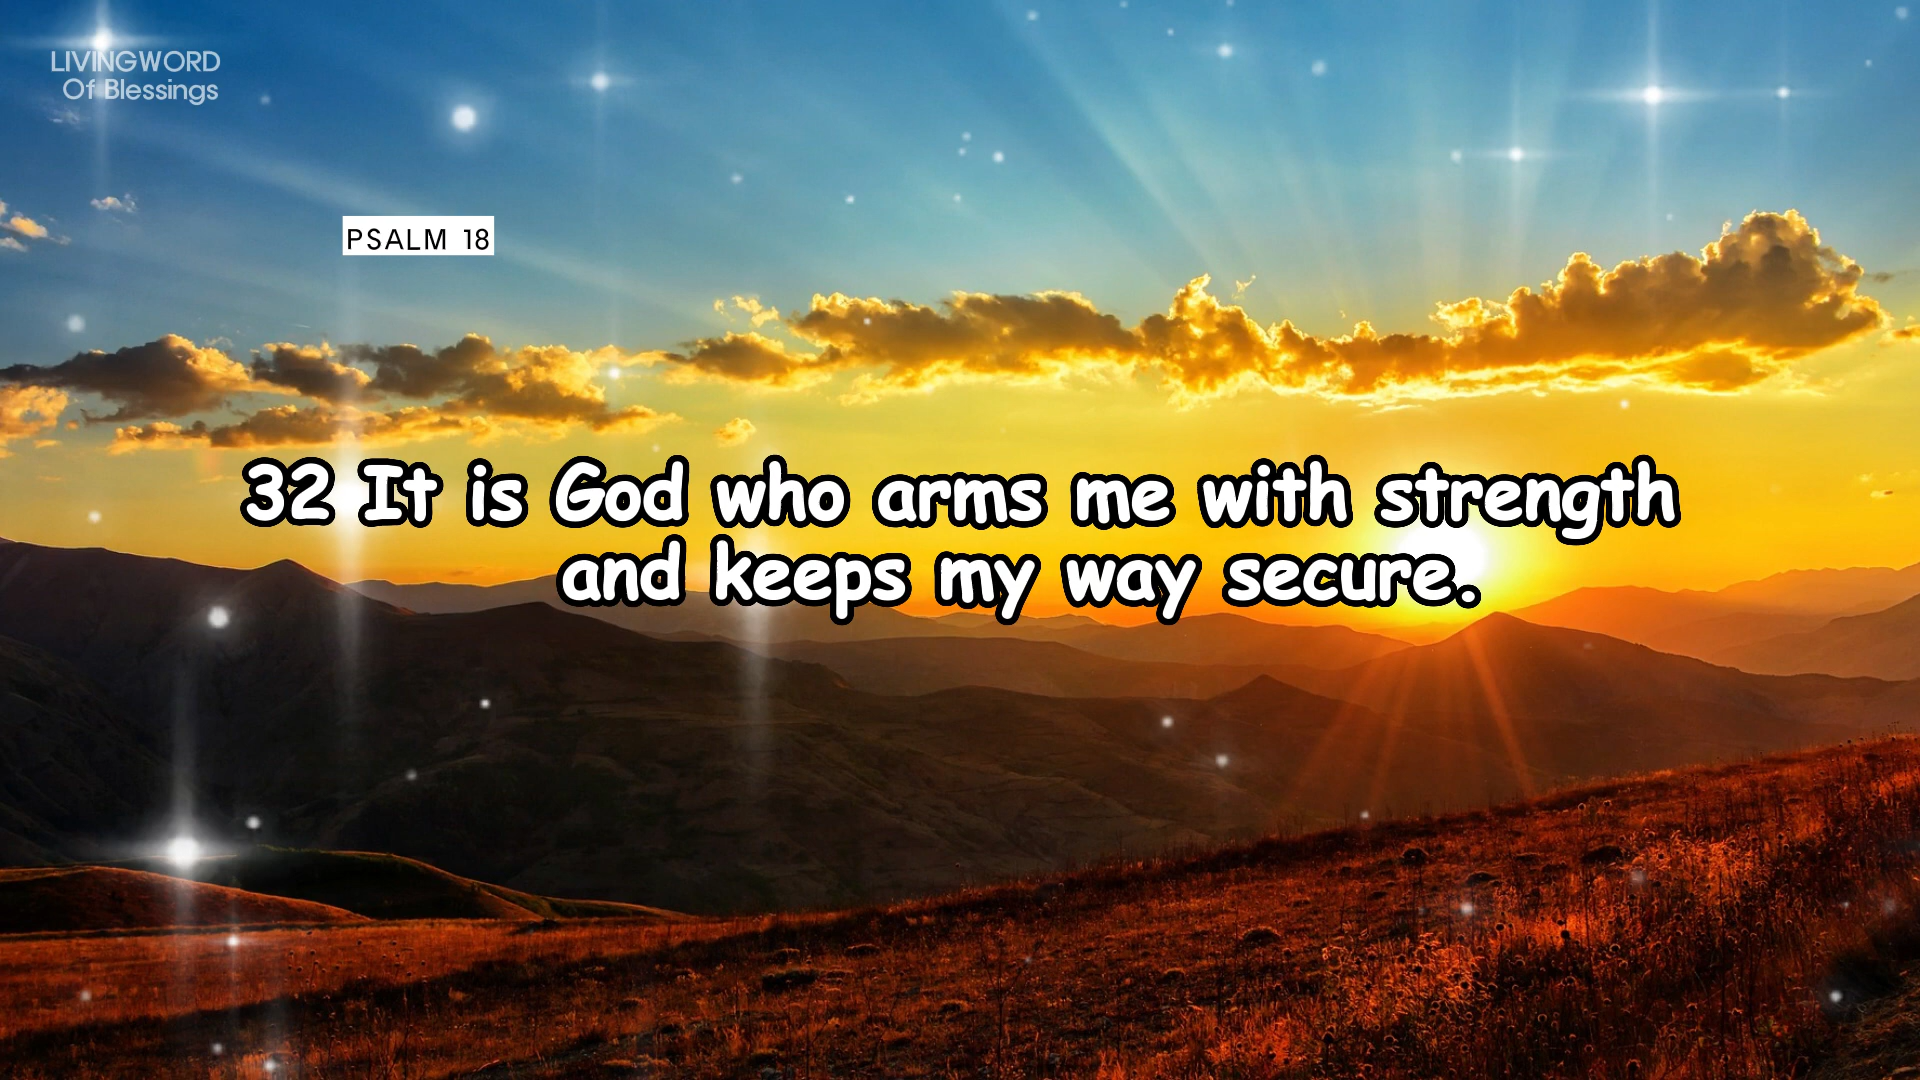 LIVINGWORD
Of Blessings
PSALM 18
32 It is God who arms me with strength
and keeps my way secure.